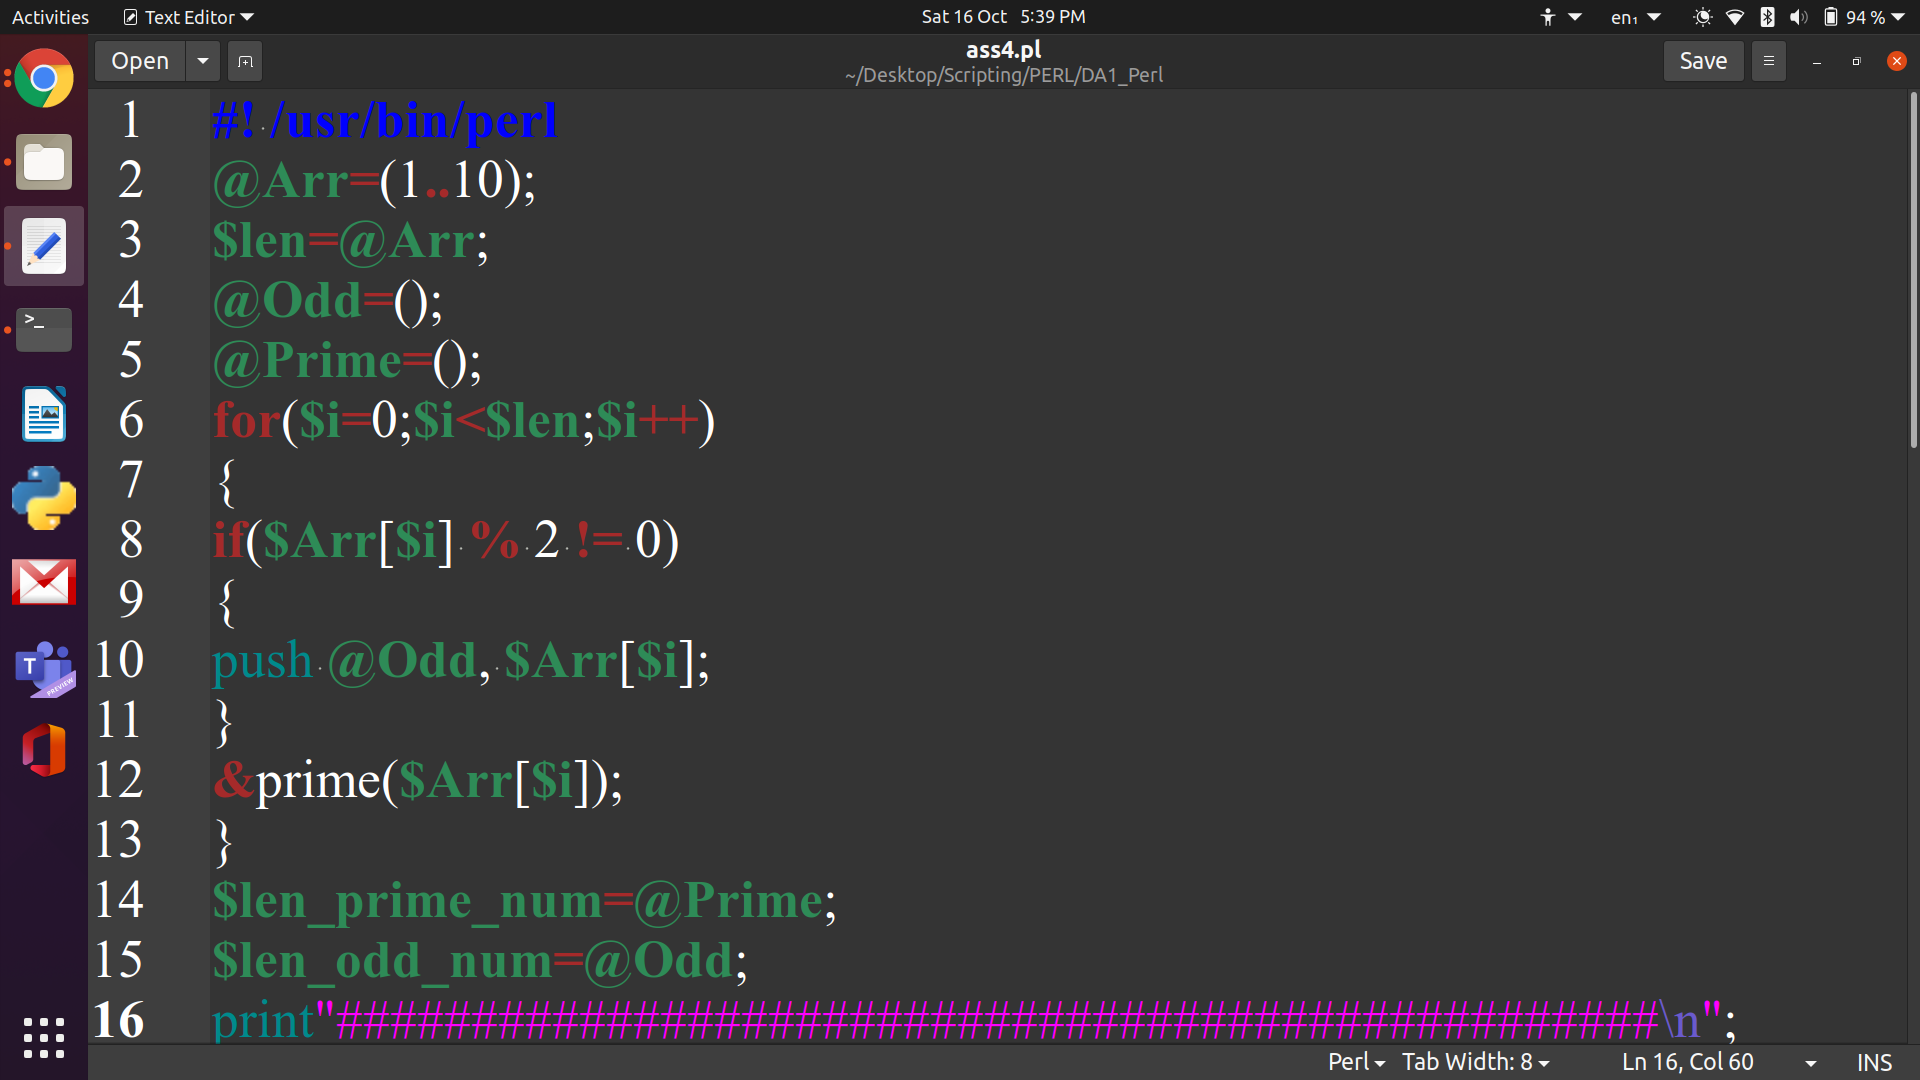 Activities Text Editor Sat 16 Oct 5:39 PM en₁ 94 %
Open ass4.pl Save
~/Desktop/Scripting/PERL/DA1_Perl
1 #! /usr/bin/perl
2 @Arr=(1..10);
3 $len=@Arr;
4 @Odd=();
5 @Prime=();
6 for($i=0;$i<$len;$i++)
7 {
8 if($Arr[$i] % 2 != 0)
9 {
10 push @Odd, $Arr[$i];
11 }
12 &prime($Arr[$i]);
13 }
14 $len_prime_num=@Prime;
15 $len_odd_num=@Odd;
16 print"#################################################\n";
>_
T
PREVIEW
Perl Tab Width: 8 Ln 16, Col 60 INS